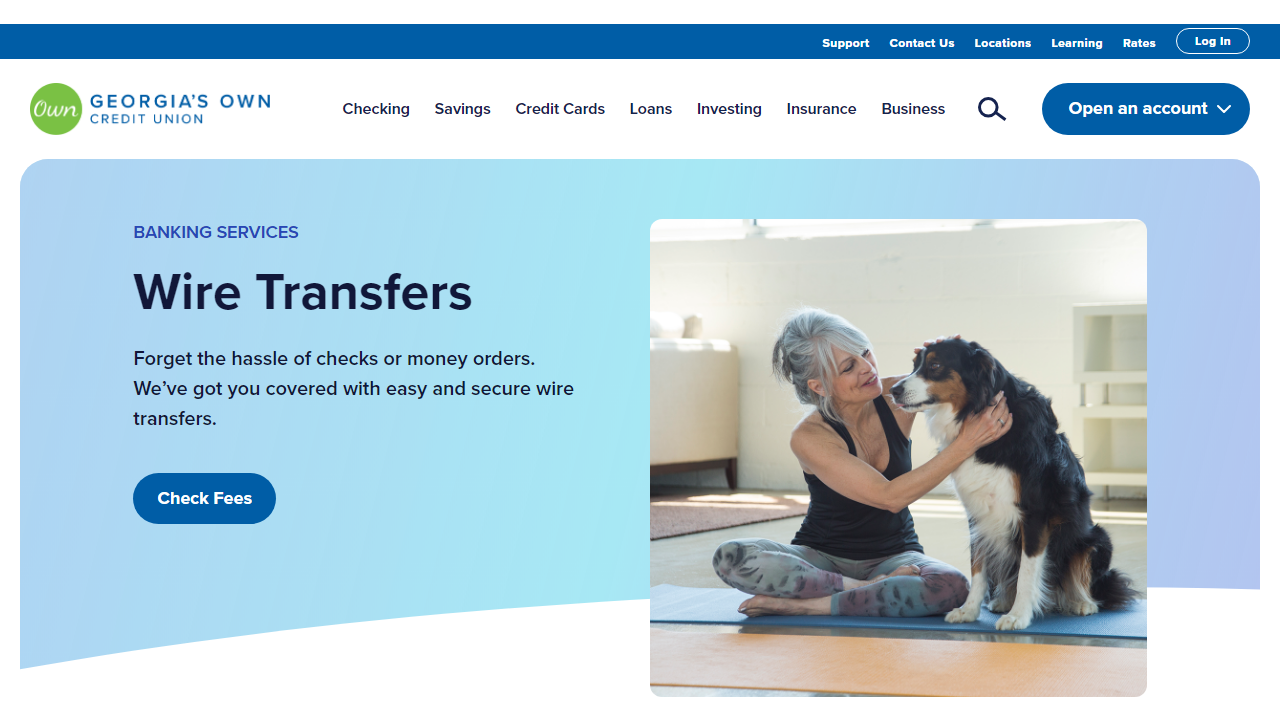 Support Contact Us Locations Learning Rates Log In
Own GEORGIA'S OWN
CREDIT UNION
Checking Savings Credit Cards Loans Investing Insurance Business Open an account
BANKING SERVICES
Wire Transfers
Forget the hassle of checks or money orders.
We've got you covered with easy and secure wire
transfers.
Check Fees